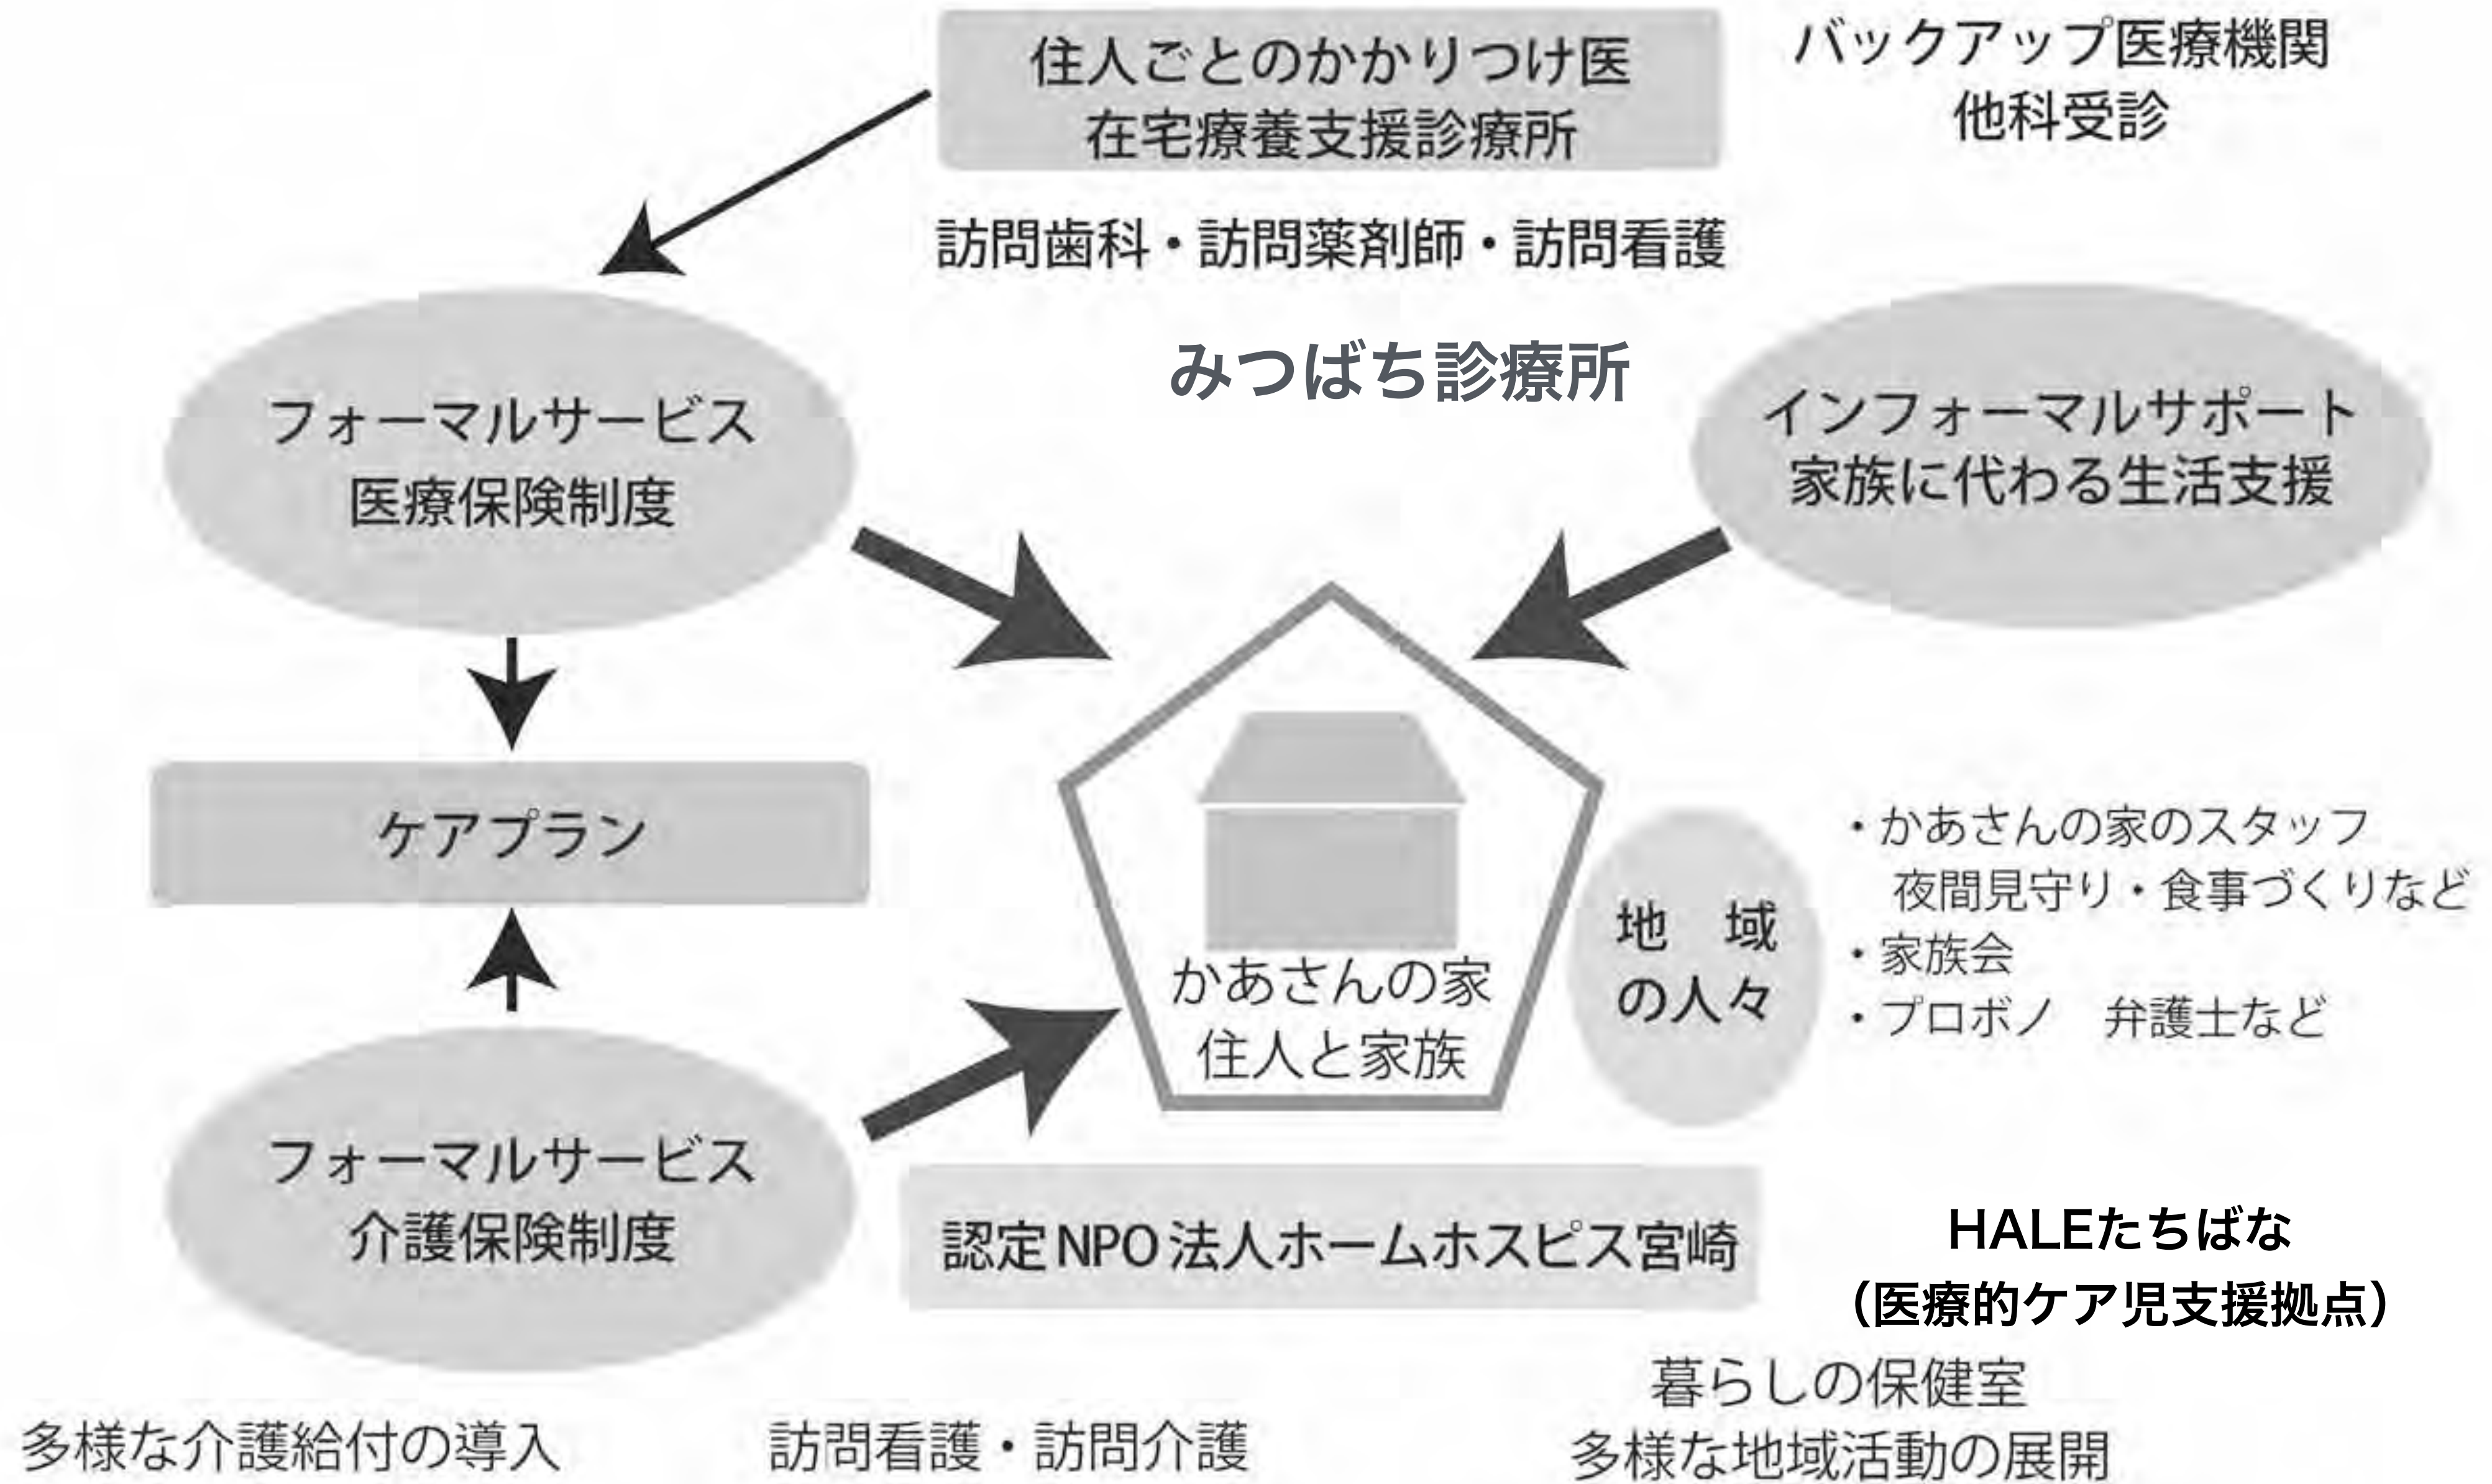 住人ごとのかかりつけ医
在宅療養支援診療所
バックアップ医療機関
他科受診
訪問歯科・訪問薬剤師・訪問看護
みつばち診療所
フォーマルサービス
医療保険制度
インフォーマルサポート
家族に代わる生活支援
ケアプラン
かあさんの家
住人と家族
地　域
の人々
・かあさんの家のスタッフ
夜間見守り・食事づくりなど
・家族会
・プロボノ　弁護士など
フォーマルサービス
介護保険制度
認定NPO法人ホームホスピス宮崎
HALEたちばな
（医療的ケア児支援拠点）
暮らしの保健室
多様な地域活動の展開
多様な介護給付の導入
訪問看護・訪問介護